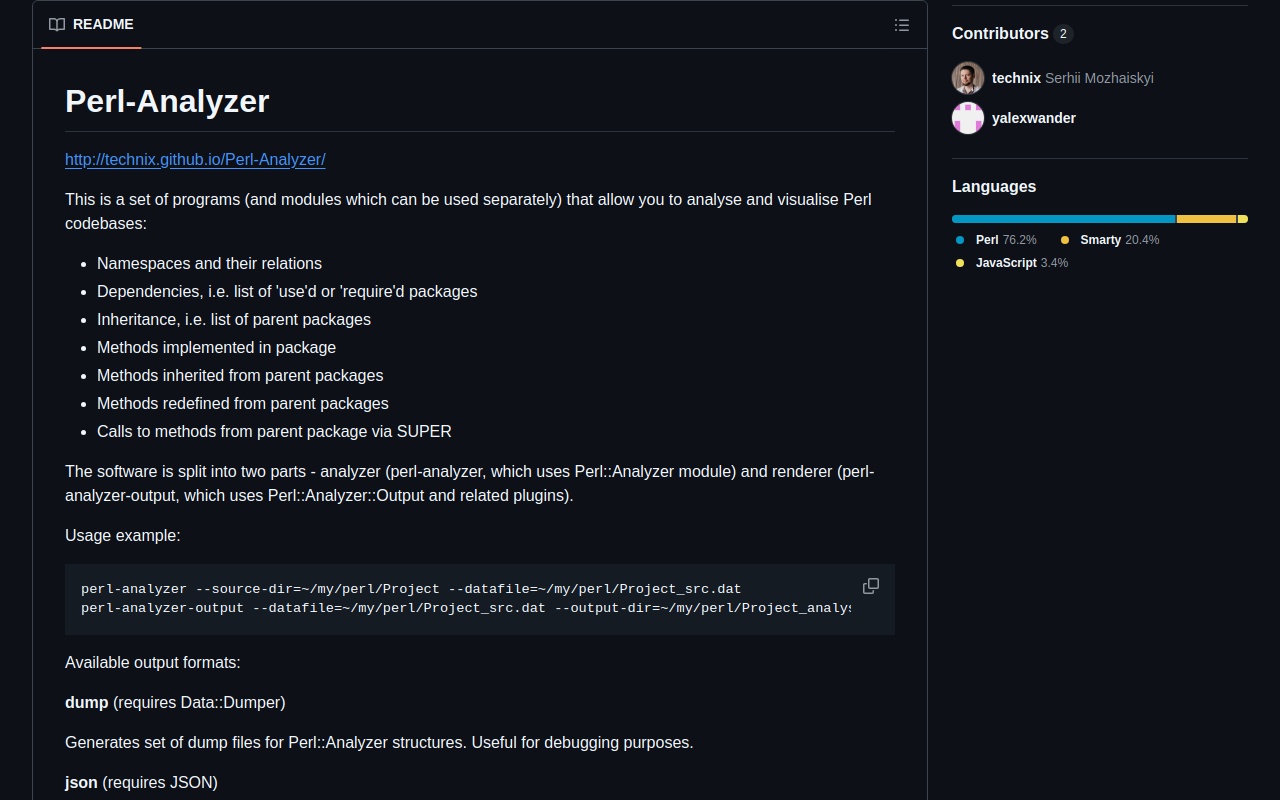 README
Perl-Analyzer
http://technix.github.io/Perl-Analyzer/
This is a set of programs (and modules which can be used separately) that allow you to analyse and visualise Perl
codebases:
Namespaces and their relations
Dependencies, i.e. list of 'use'd or 'require'd packages
Inheritance, i.e. list of parent packages
Methods implemented in package
Methods inherited from parent packages
Methods redefined from parent packages
Calls to methods from parent package via SUPER
The software is split into two parts - analyzer (perl-analyzer, which uses Perl::Analyzer module) and renderer (perl-
analyzer-output, which uses Perl::Analyzer::Output and related plugins).
Usage example:
perl-analyzer --source-dir=~/my/perl/Project --datafile=~/my/perl/Project_src.dat
perl-analyzer-output --datafile=~/my/perl/Project_src.dat --output-dir=~/my/perl/Project_analys
Available output formats:
dump (requires Data::Dumper)
Generates set of dump files for Perl::Analyzer structures. Useful for debugging purposes.
json (requires JSON)
Contributors 2
technix Serhii Mozhaiskyi
yalexwander
Languages
Perl 76.2% Smarty 20.4%
JavaScript 3.4%